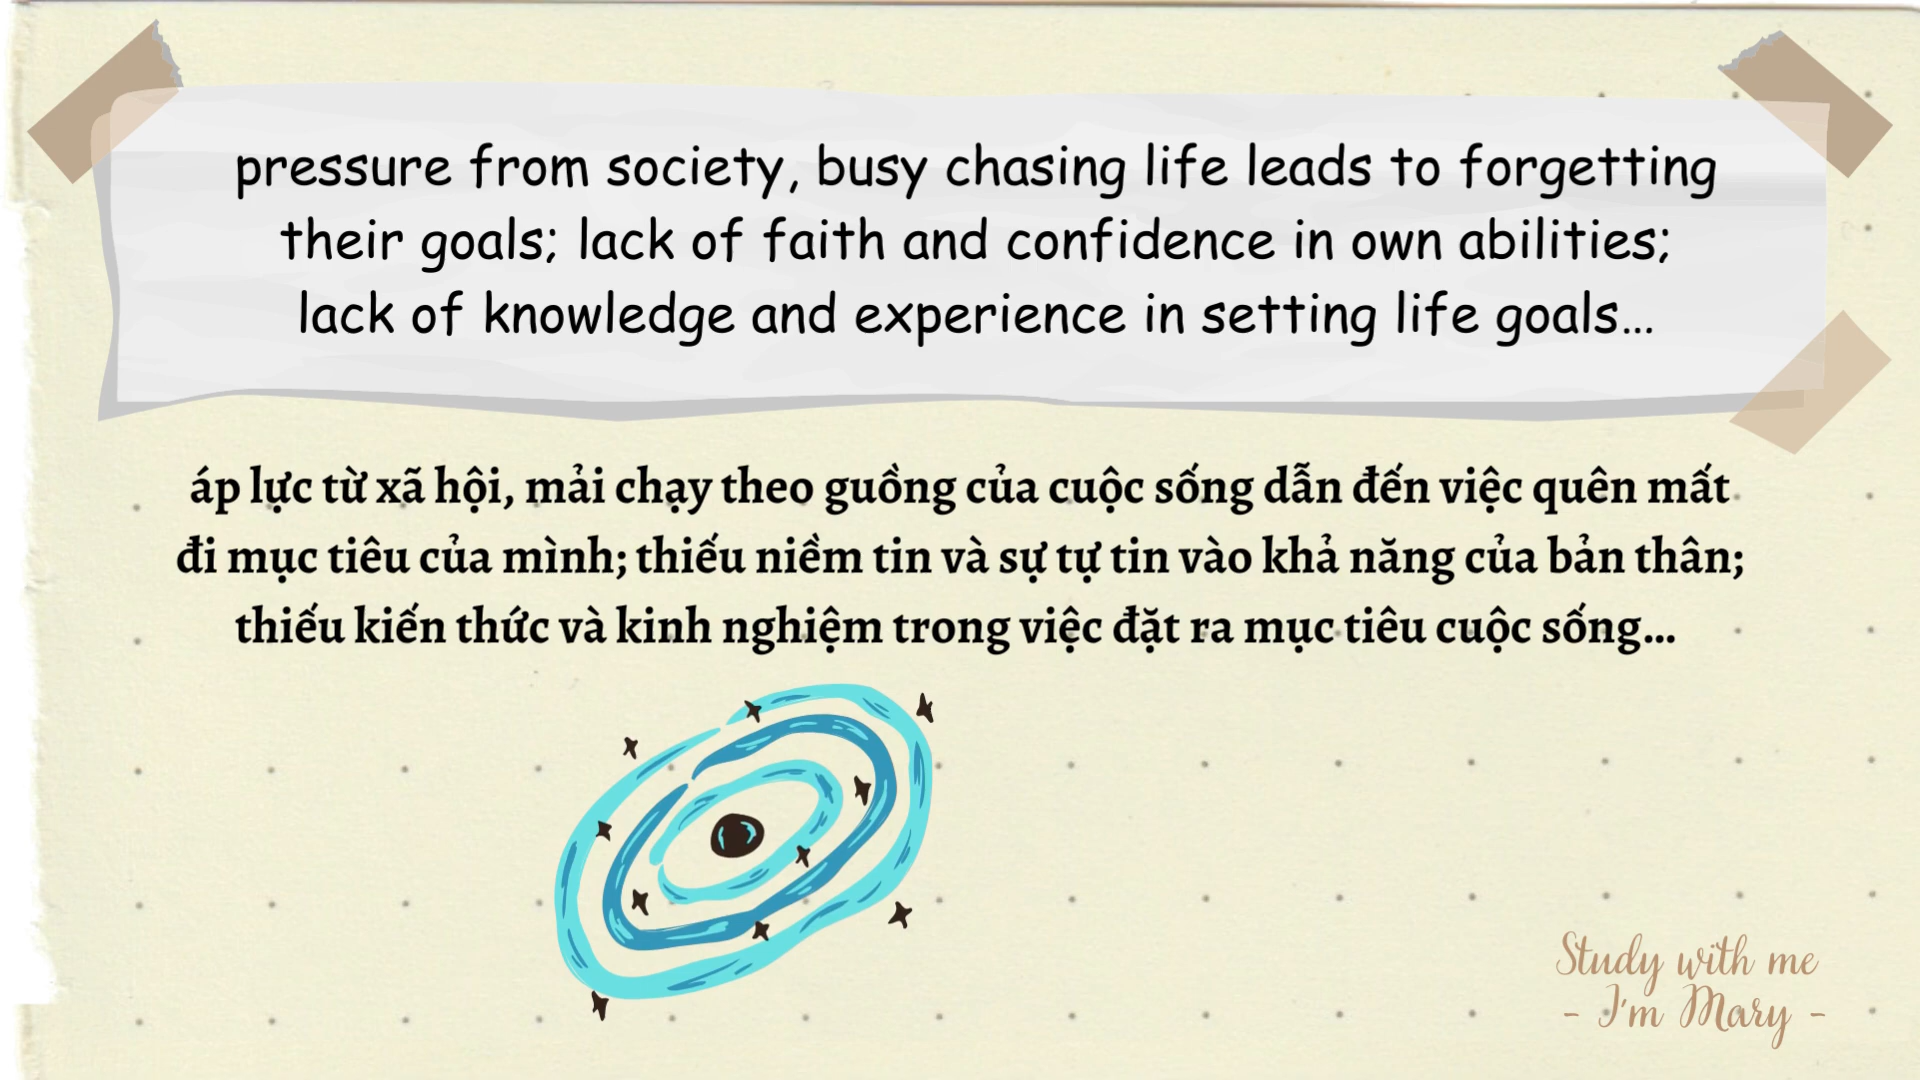 pressure from society, busy chasing life leads to forgetting
their goals; lack of faith and confidence in own abilities;
lack of knowledge and experience in setting life goals...
áp lực từ xã hội, mải chạy theo guồng của cuộc sống dẫn đến việc quên mất
đi mục tiêu của mình; thiếu niềm tin và sự tự tin vào khả năng của bản thân;
thiếu kiến thức và kinh nghiệm trong việc đặt ra mục tiêu cuộc sống...
Study with me
- I'm Mary -